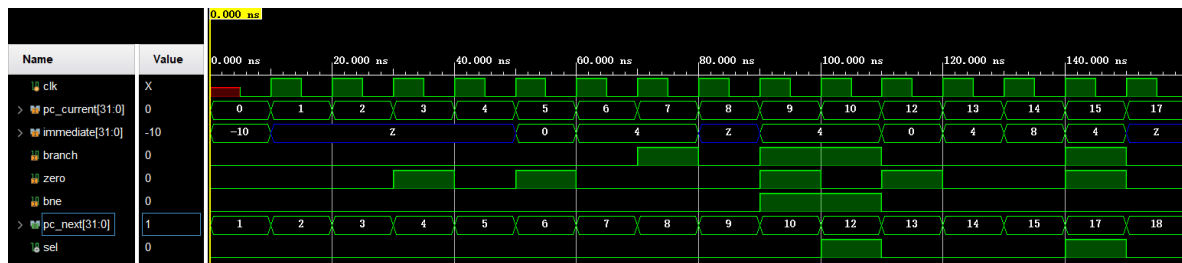 0.000 ns
Name Value
0.000 ns 20.000 ns 40.000 ns 60.000 ns 80.000 ns 100.000 ns 120.000 ns 140.000 ns
clk X
pc_current[31:0] 0 0 1 2 3 4 5 6 7 8 9 10 12 13 14 15 17
immediate[31:0] -10 -10 Z 0 4 Z 4 0 4 8 4 Z
branch 0
zero 0
bne 0
pc_next[31:0] 1 1 2 3 4 5 6 7 8 9 10 12 13 14 15 17 18
sel 0